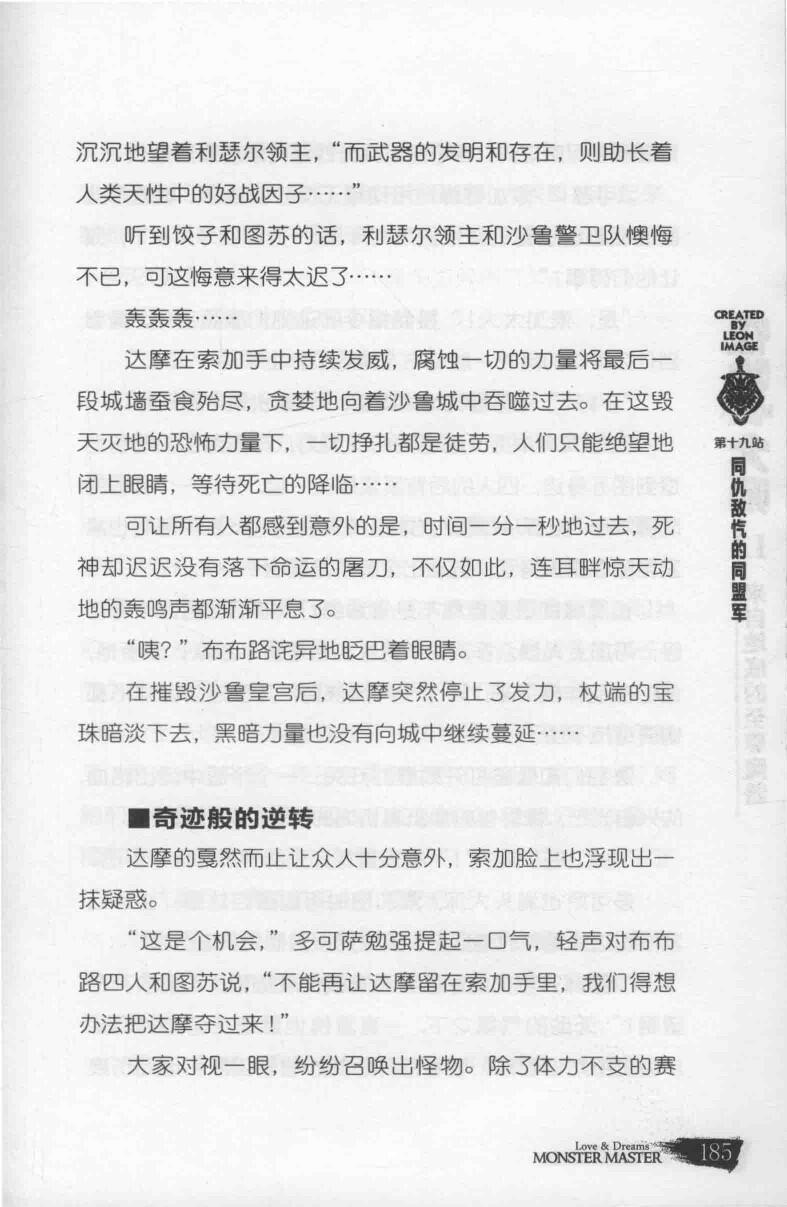 沉沉地望着利瑟尔领主，“而武器的发明和存在，则助长着
人类天性中的好战因子……”
听到饺子和图苏的话，利瑟尔领主和沙鲁警卫队懊悔
不已，可这悔意来得太迟了……
轰轰轰……
达摩在索加手中持续发威，腐蚀一切的力量将最后一
段城墙蚕食殆尽，贪婪地向着沙鲁城中吞噬过去。在这毁
天灭地的恐怖力量下，一切挣扎都是徒劳，人们只能绝望地
闭上眼睛，等待死亡的降临……
可让所有人都感到意外的是，时间一分一秒地过去，死
神却迟迟没有落下命运的屠刀，不仅如此，连耳畔惊天动
地的轰鸣声都渐渐平息了。
“咦？”布布路诧异地眨巴着眼睛。
在摧毁沙鲁皇宫后，达摩突然停止了发力，杖端的宝
珠暗淡下去，黑暗力量也没有向城中继续蔓延……
■奇迹般的逆转
达摩的戛然而止让众人十分意外，索加脸上也浮现出一
抹疑惑。
“这是个机会，”多可萨勉强提起一口气，轻声对布布
路四人和图苏说，“不能再让达摩留在索加手里，我们得想
办法把达摩夺过来！”
大家对视一眼，纷纷召唤出怪物。除了体力不支的赛
CREATED
BY
LEON
IMAGE
第十九站
同仇敌忾的同盟军
Love & Dreams
MONSTER MASTER
185